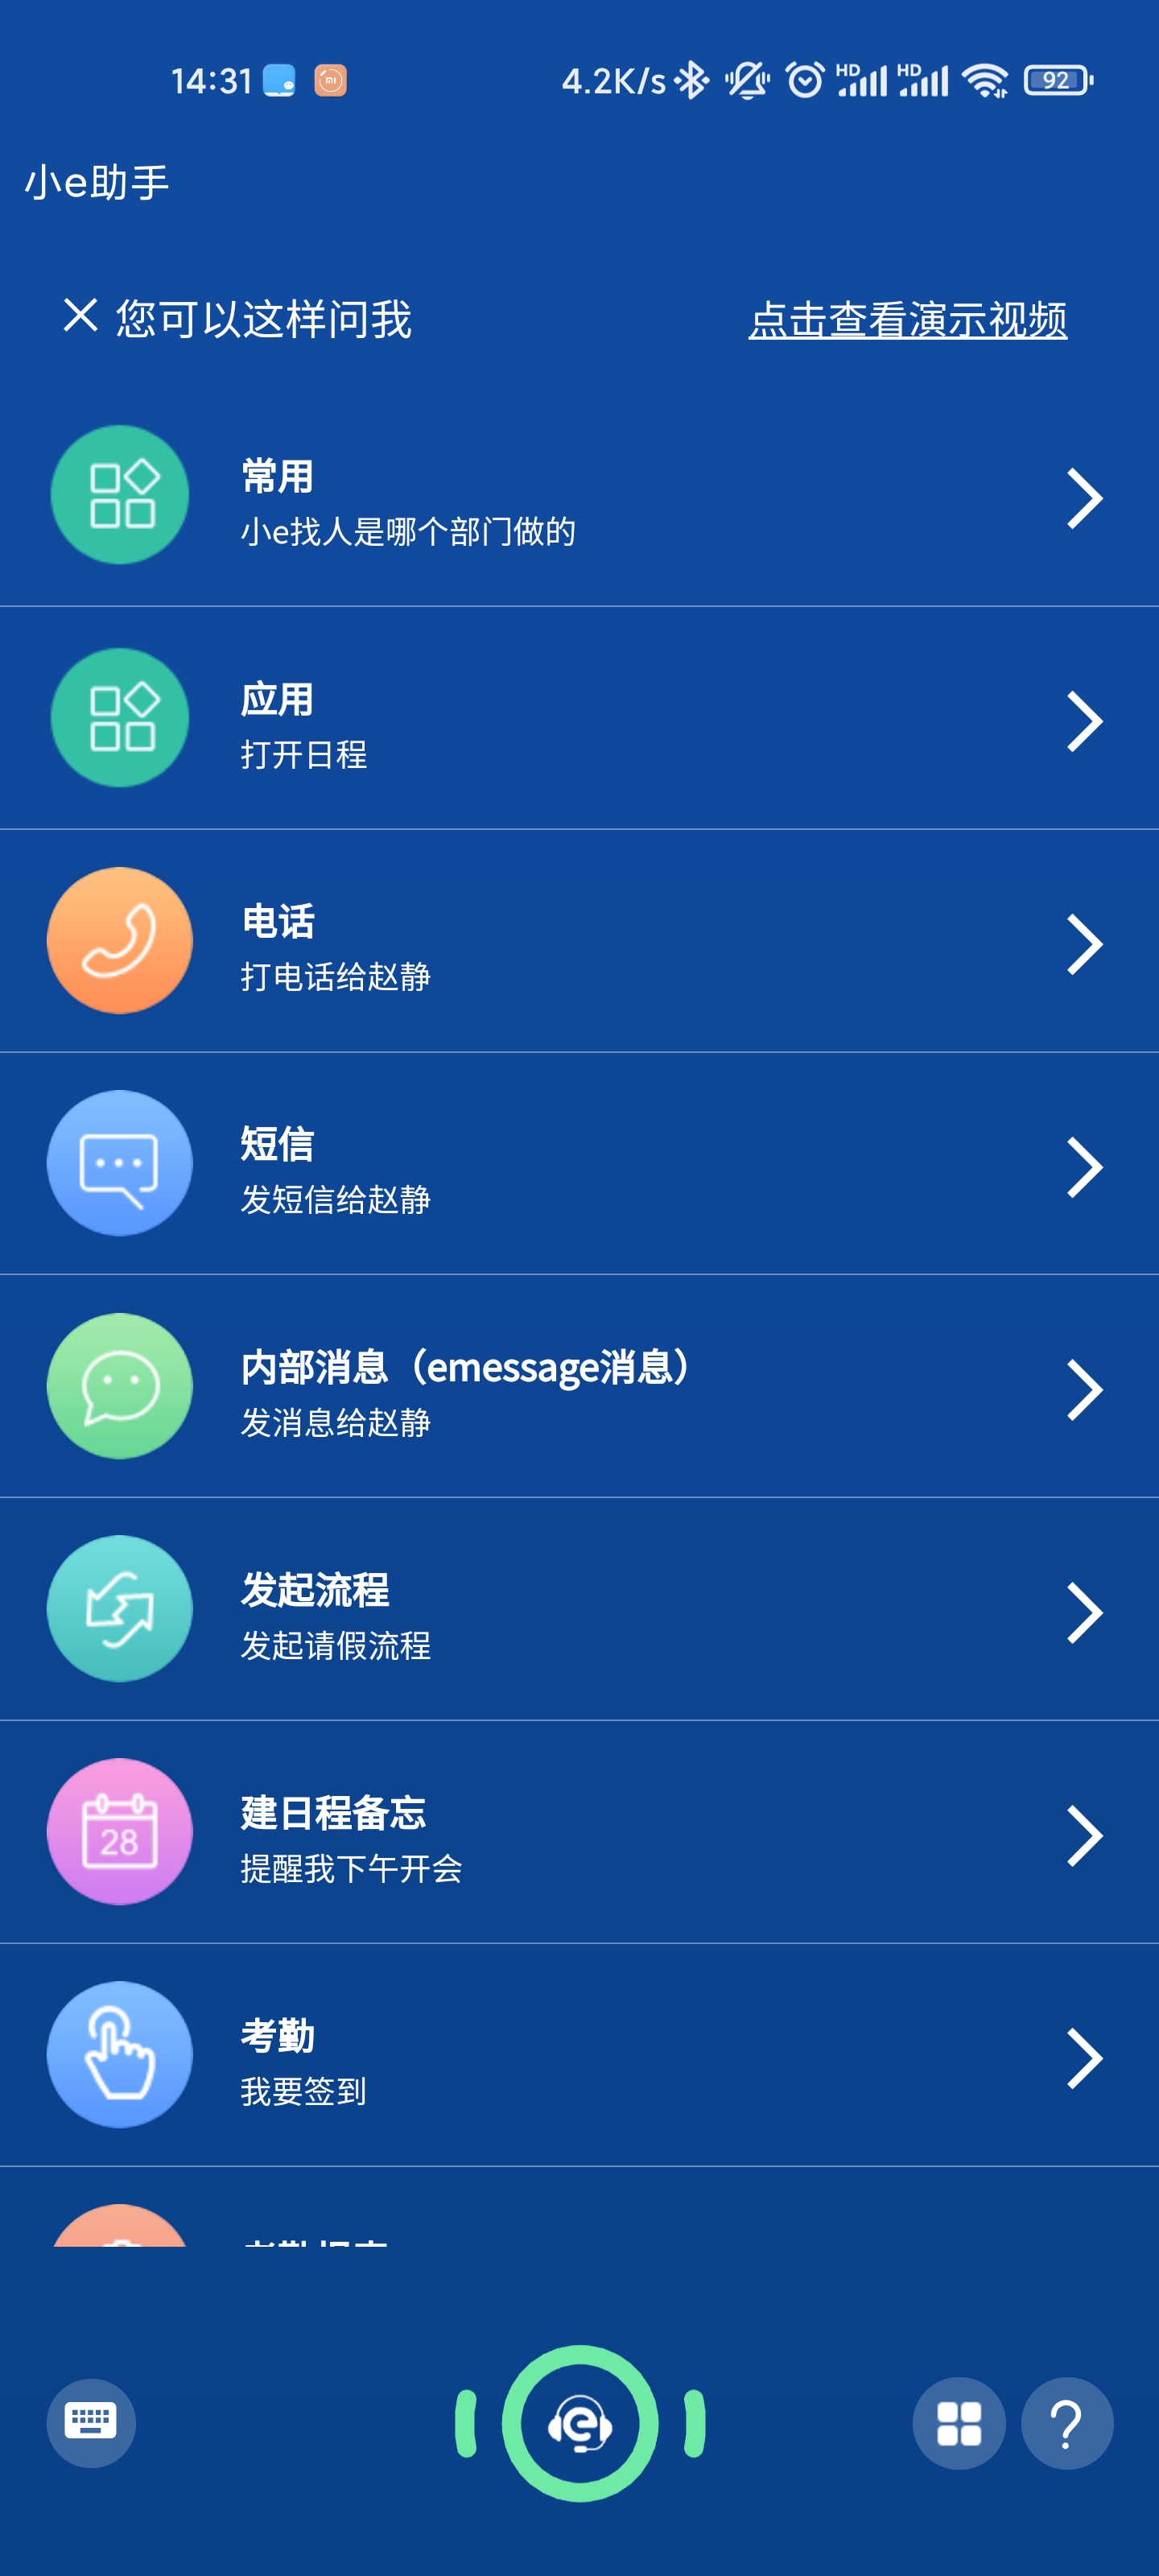 14:31
4.2K/s HD HD 92
小e助手
您可以这样问我
点击查看演示视频
常用
小e找人是哪个部门做的
应用
打开日程
电话
打电话给赵静
短信
发短信给赵静
内部消息（emessage消息）
发消息给赵静
发起流程
发起请假流程
28
建日程备忘
提醒我下午开会
考勤
我要签到